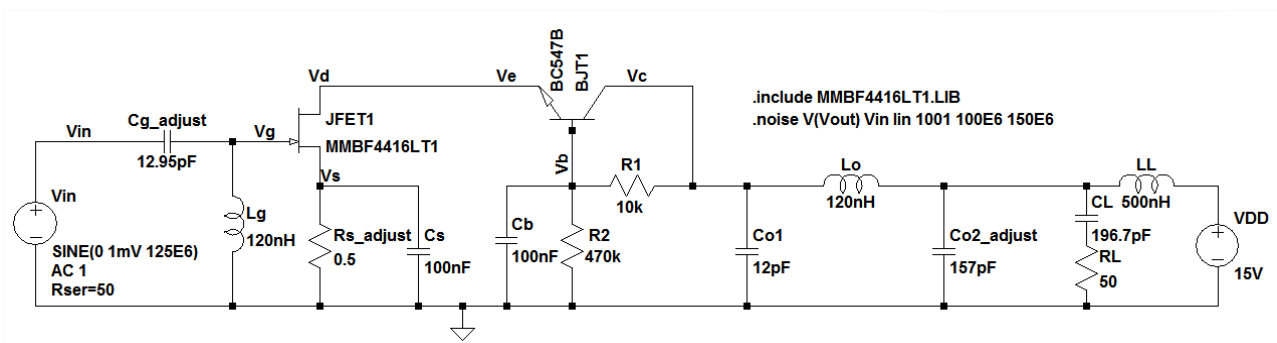 Vin
Cg_adjust
12.95pF
Vg
Vin
SINE(0 1mV 125E6)
AC 1
Rser=50
Lg
120nH
Vd
JFET1
MMBF4416LT1
Vs
Rs_adjust
0.5
Cs
100nF
Ve
BC547B
BJT1
Vc
Vb
Cb
100nF
R1
10k
R2
470k
.include MMBF4416LT1.LIB
.noise V(Vout) Vin lin 1001 100E6 150E6
Co1
12pF
Lo
120nH
Co2_adjust
157pF
CL
196.7pF
RL
50
LL
500nH
VDD
15V